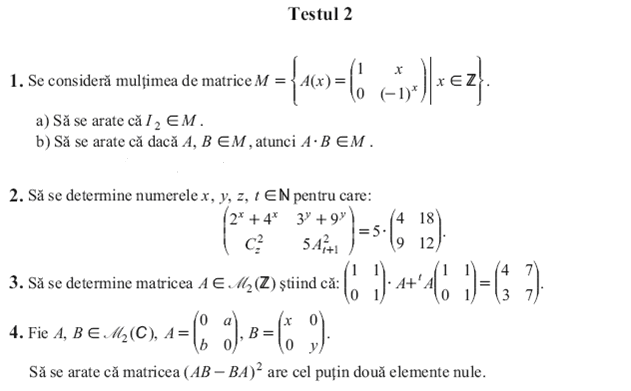 Testul 2
1. Se consideră mulțimea de matrice M = { A(x) = ( 1 x ; 0 (−1)^x ) | x ∈ ℤ }.
a) Să se arate că I₂ ∈ M .
b) Să se arate că dacă A, B ∈ M, atunci A · B ∈ M .
2. Să se determine numerele x, y, z, t ∈ ℕ pentru care:
( 2^x + 4^x 3^y + 9^y ; C_z^2 5A_{t+1}^2 ) = 5 · ( 4 18 ; 9 12 ).
3. Să se determine matricea A ∈ ℳ₂(ℤ) știind că: ( 1 1 ; 0 1 ) · A + ᵗA ( 1 1 ; 0 1 ) = ( 4 7 ; 3 7 ).
4. Fie A, B ∈ ℳ₂(ℂ), A = ( 0 a ; b 0 ), B = ( x 0 ; 0 y ).
Să se arate că matricea (AB − BA)² are cel puțin două elemente nule.